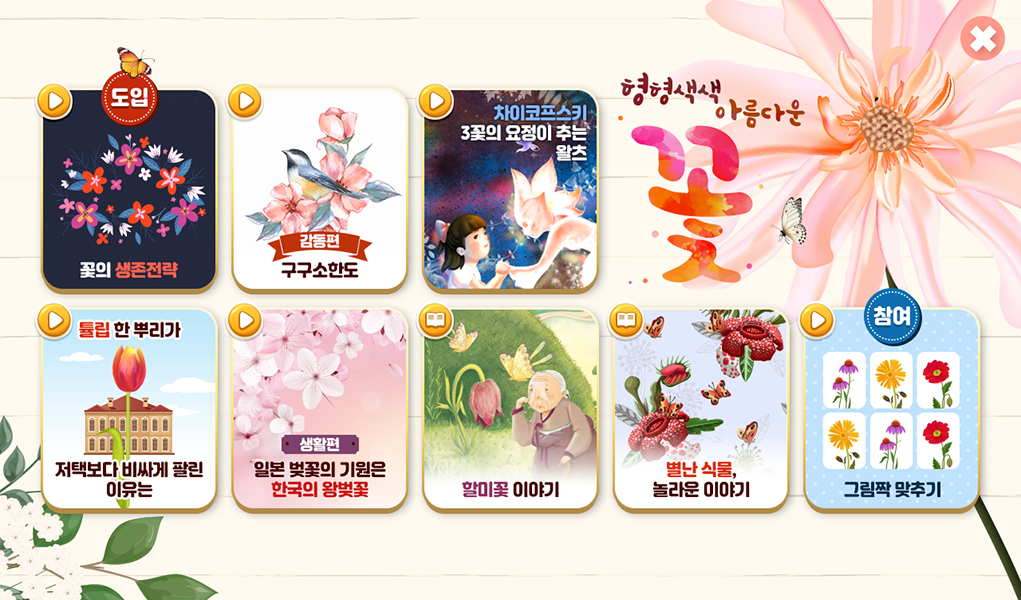 형형색색
아름다운
꽃
도입
꽃의 생존전략
감동편
구구소한도
차이코프스키
3꽃의 요정이 추는
왈츠
튤립 한 뿌리가
저택보다 비싸게 팔린
이유는
생활편
일본 벚꽃의 기원은
한국의 왕벚꽃
할미꽃 이야기
별난 식물,
놀라운 이야기
참여
그림짝 맞추기